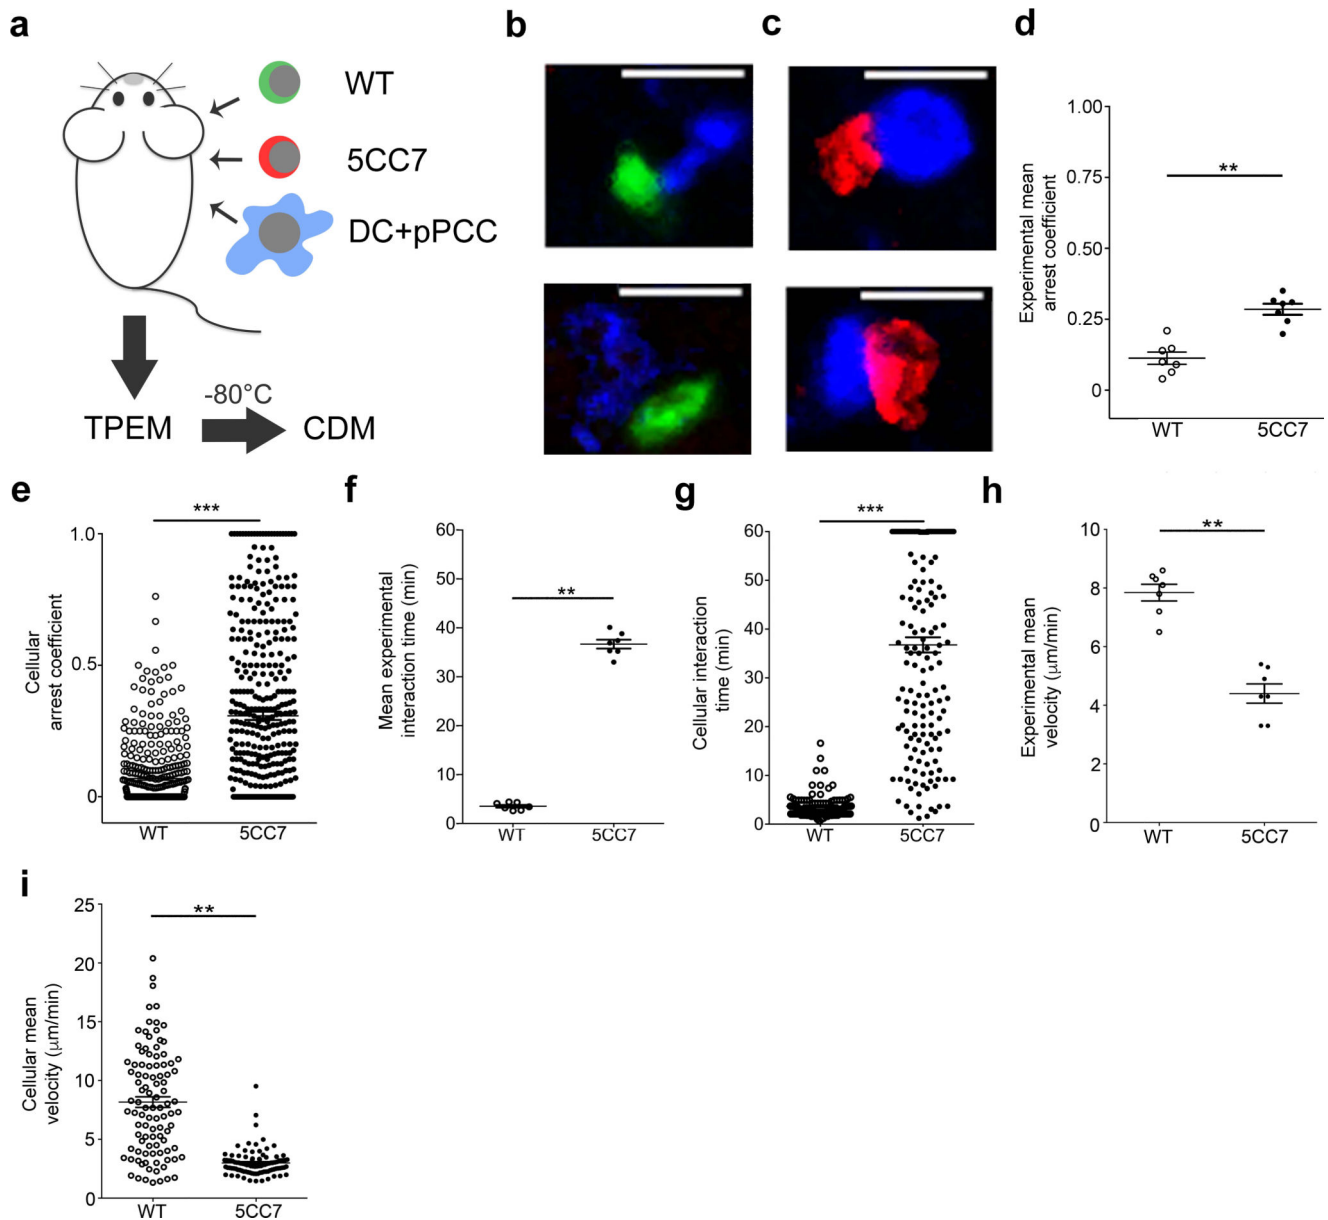 a
WT
5CC7
DC+pPCC
-80°C
TPEM
CDM
b
c
d
Experimental mean
arrest coefficient
1.00
0.75
0.50
0.25
0
**
WT
5CC7
e
Cellular
arrest coefficient
1.0
0.5
0
***
WT
5CC7
f
Mean experimental
interaction time (min)
60
50
40
30
20
10
0
**
WT
5CC7
g
Cellular interaction
time (min)
60
50
40
30
20
10
0
***
WT
5CC7
h
Experimental mean
velocity (µm/min)
10
8
6
4
2
0
**
WT
5CC7
i
Cellular mean
velocity (µm/min)
25
20
15
10
5
0
**
WT
5CC7